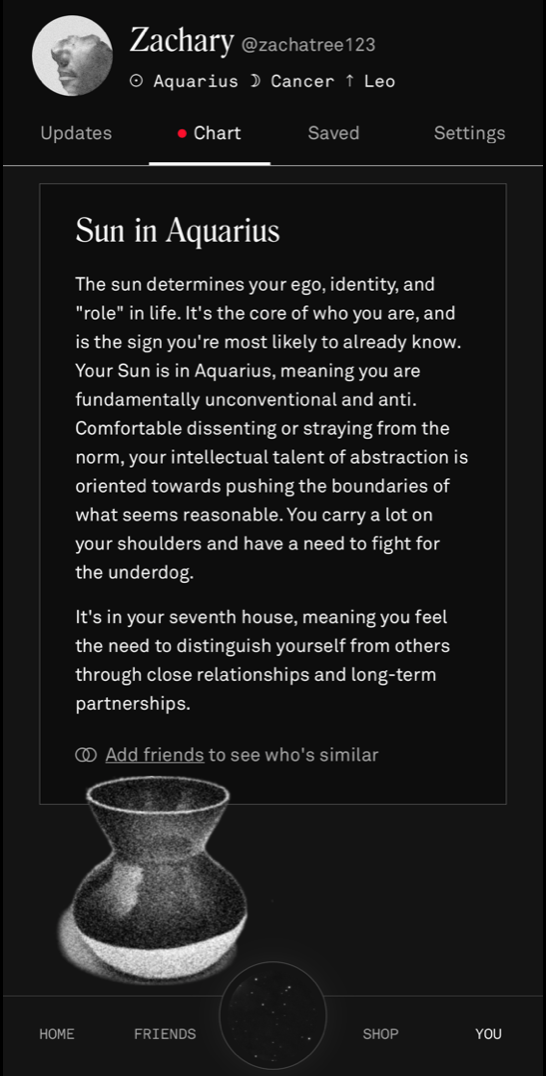 Zachary @zachatree123
☉ Aquarius ☽ Cancer ↑ Leo
Updates Chart Saved Settings
Sun in Aquarius
The sun determines your ego, identity, and
"role" in life. It's the core of who you are, and
is the sign you're most likely to already know.
Your Sun is in Aquarius, meaning you are
fundamentally unconventional and anti.
Comfortable dissenting or straying from the
norm, your intellectual talent of abstraction is
oriented towards pushing the boundaries of
what seems reasonable. You carry a lot on
your shoulders and have a need to fight for
the underdog.
It's in your seventh house, meaning you feel
the need to distinguish yourself from others
through close relationships and long-term
partnerships.
Add friends to see who's similar
HOME FRIENDS SHOP YOU